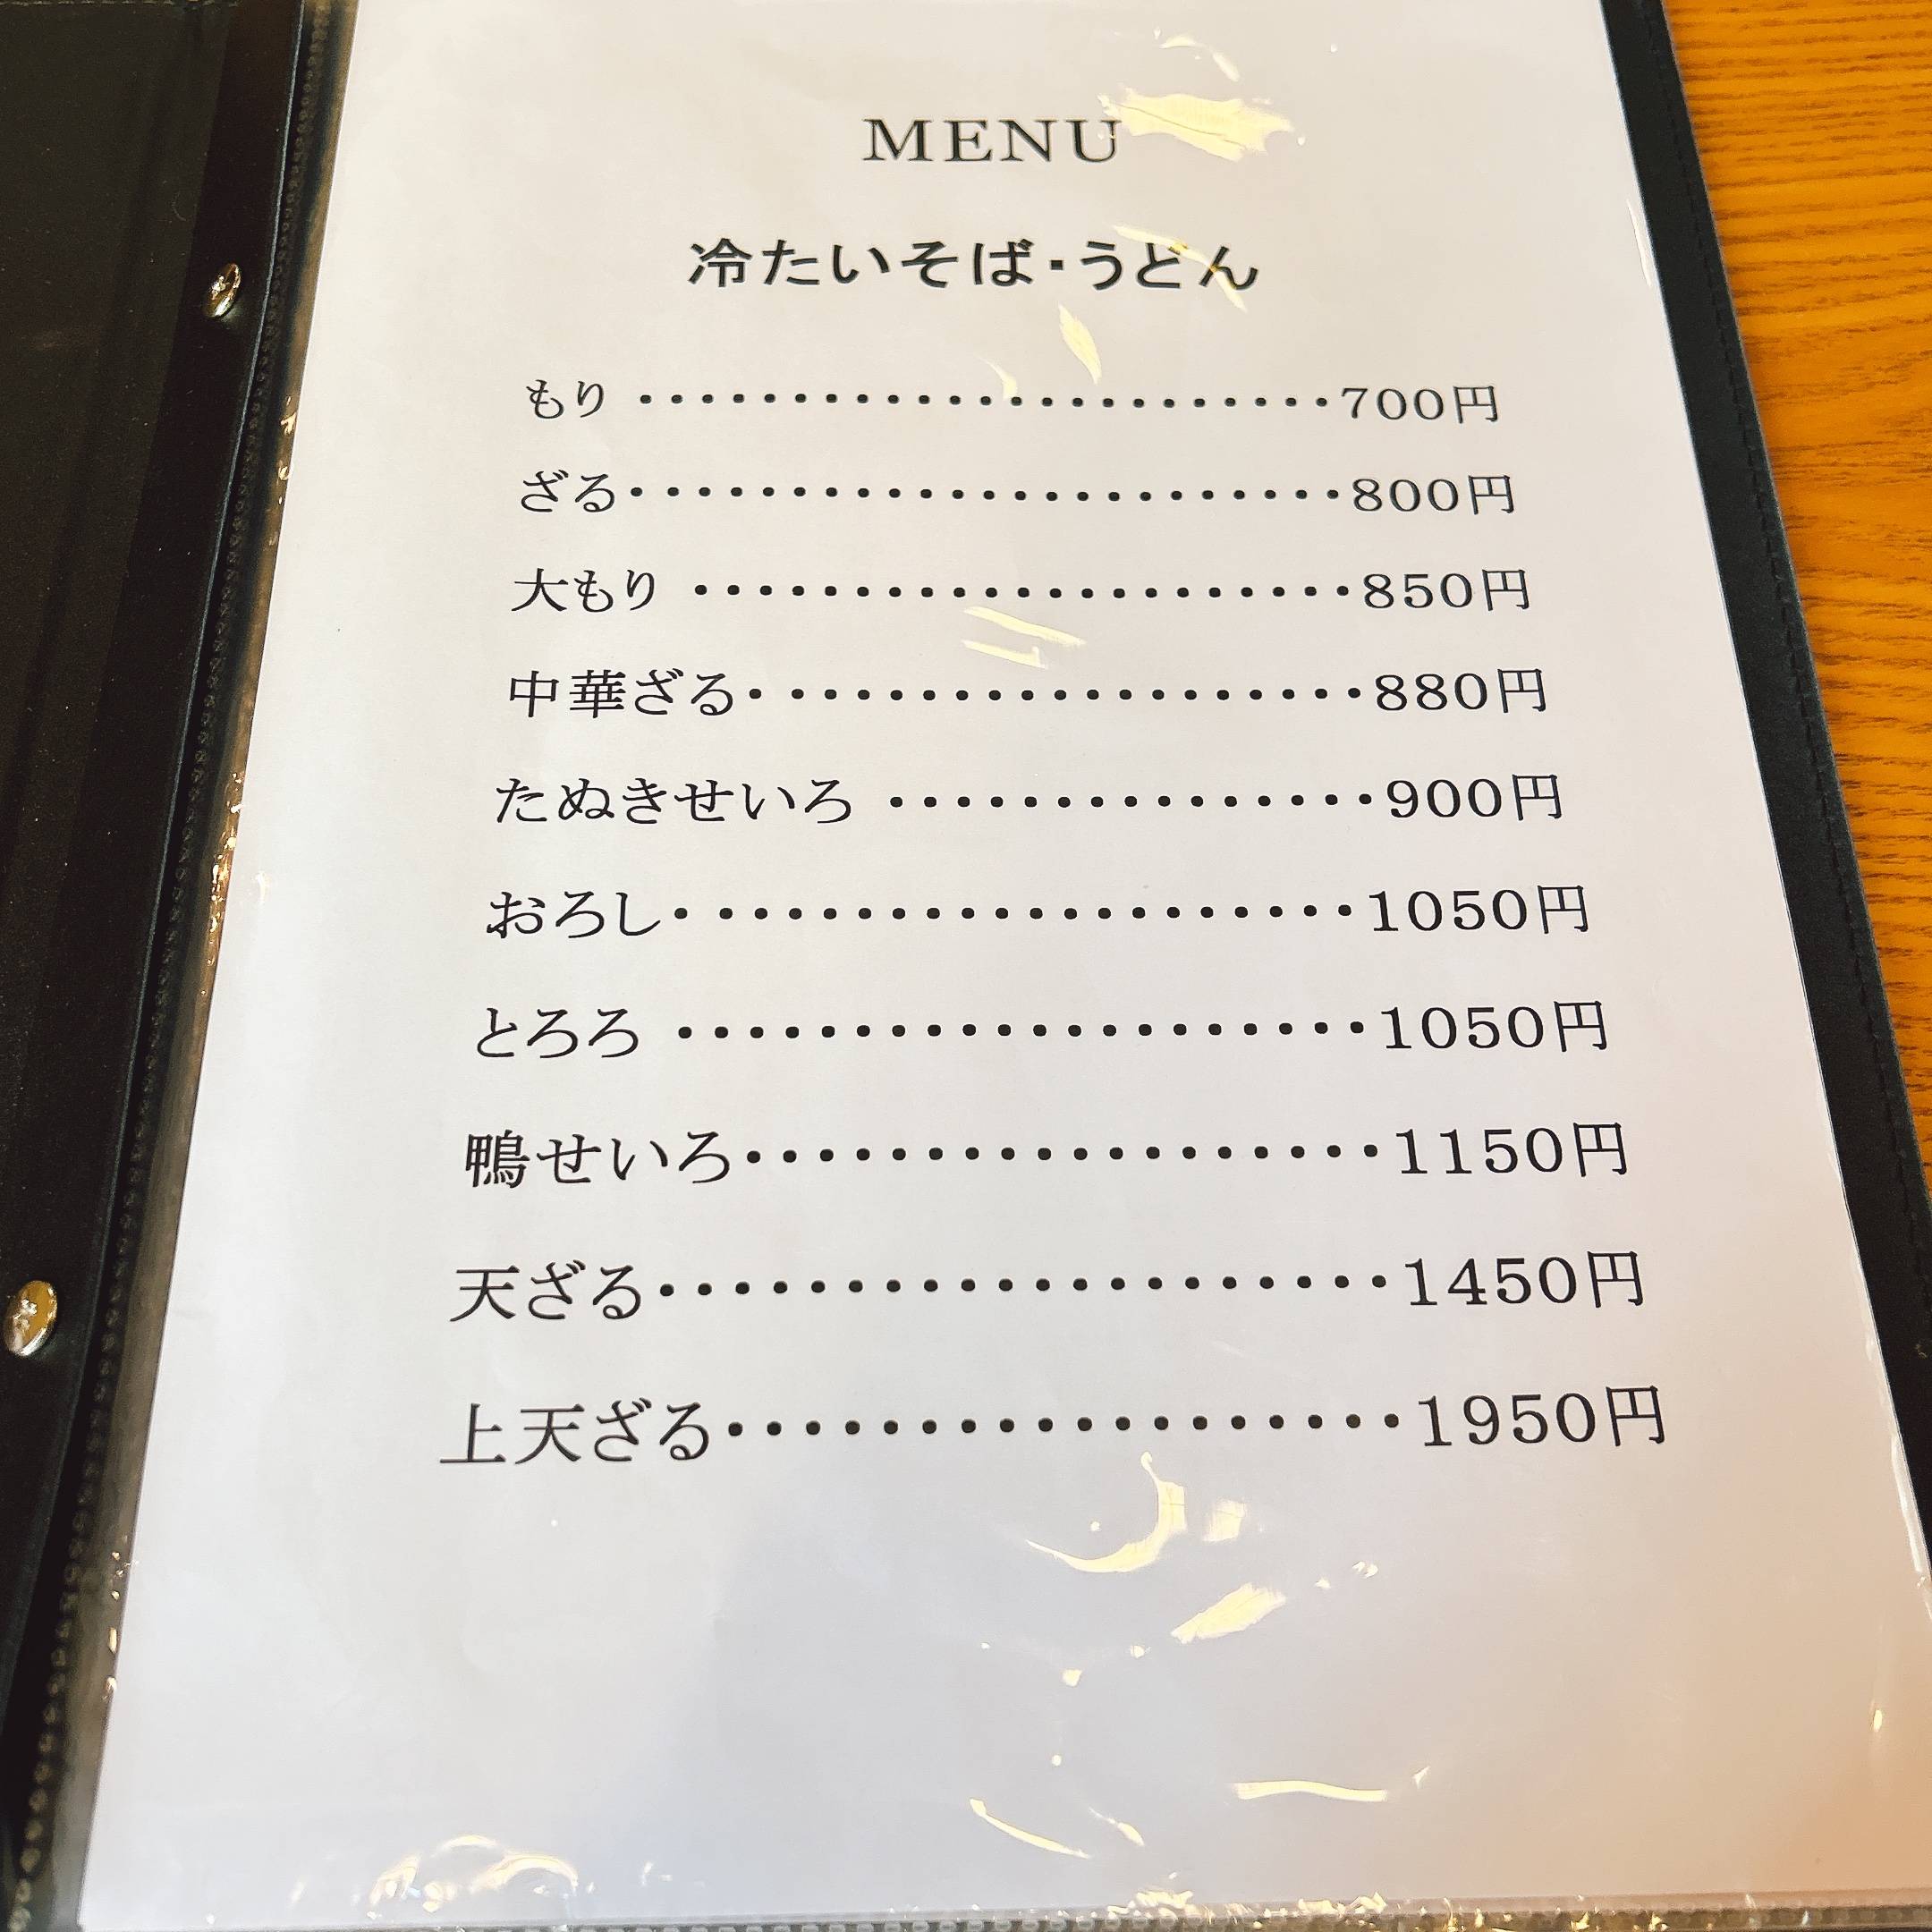 MENU
冷たいそば・うどん
もり・・・・・・・・・・・・・・・・・・・・・・・700円
ざる・・・・・・・・・・・・・・・・・・・・・・・800円
大もり・・・・・・・・・・・・・・・・・・・・・850円
中華ざる・・・・・・・・・・・・・・・・・・・880円
たぬきせいろ・・・・・・・・・・・・・・・900円
おろし・・・・・・・・・・・・・・・・・・・・1050円
とろろ・・・・・・・・・・・・・・・・・・・・1050円
鴨せいろ・・・・・・・・・・・・・・・・・・1150円
天ざる・・・・・・・・・・・・・・・・・・・・1450円
上天ざる・・・・・・・・・・・・・・・・・・1950円